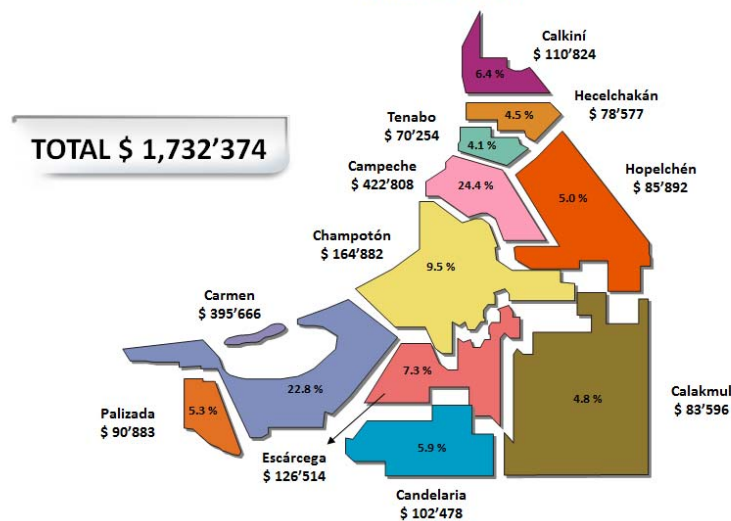 Calkiní
$ 110’824
6.4 %
Hecelchakán
$ 78’577
4.5 %
Tenabo
$ 70’254
4.1 %
TOTAL $ 1,732’374
Campeche
$ 422’808
24.4 %
Hopelchén
$ 85’892
5.0 %
Champotón
$ 164’882
9.5 %
Carmen
$ 395’666
22.8 %
7.3 %
Calakmul
$ 83’596
4.8 %
Palizada
$ 90’883
5.3 %
Escárcega
$ 126’514
5.9 %
Candelaria
$ 102’478